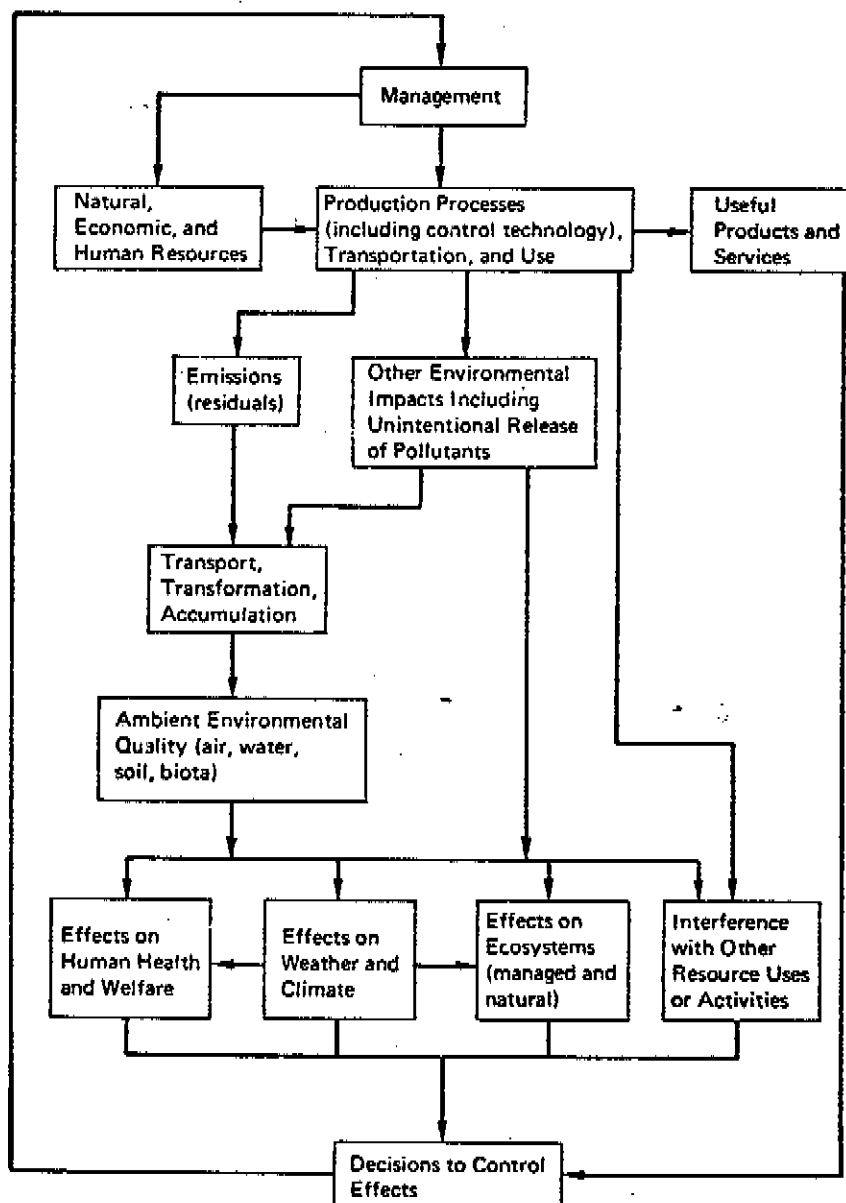 Management
Natural,
Economic, and
Human Resources
Production Processes
(including control technology),
Transportation, and Use
Useful
Products and
Services
Emissions
(residuals)
Other Environmental
Impacts Including
Unintentional Release
of Pollutants
Transport,
Transformation,
Accumulation
Ambient Environmental
Quality (air, water,
soil, biota)
Effects on
Human Health
and Welfare
Effects on
Weather and
Climate
Effects on
Ecosystems
(managed and
natural)
Interference
with Other
Resource Uses
or Activities
Decisions to Control
Effects